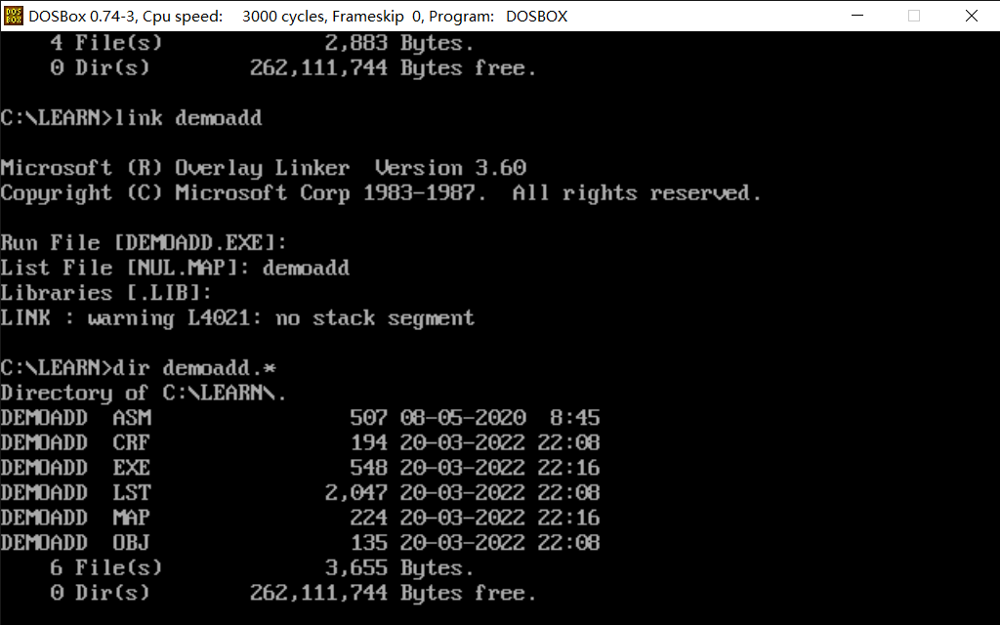 DOSBox 0.74-3, Cpu speed: 3000 cycles, Frameskip 0, Program: DOSBOX
4 File(s) 2,883 Bytes.
0 Dir(s) 262,111,744 Bytes free.
C:\LEARN>link demoadd
Microsoft (R) Overlay Linker Version 3.60
Copyright (C) Microsoft Corp 1983-1987. All rights reserved.
Run File [DEMOADD.EXE]:
List File [NUL.MAP]: demoadd
Libraries [.LIB]:
LINK : warning L4021: no stack segment
C:\LEARN>dir demoadd.*
Directory of C:\LEARN\.
DEMOADD ASM 507 08-05-2020 8:45
DEMOADD CRF 194 20-03-2022 22:08
DEMOADD EXE 548 20-03-2022 22:16
DEMOADD LST 2,047 20-03-2022 22:08
DEMOADD MAP 224 20-03-2022 22:16
DEMOADD OBJ 135 20-03-2022 22:08
6 File(s) 3,655 Bytes.
0 Dir(s) 262,111,744 Bytes free.